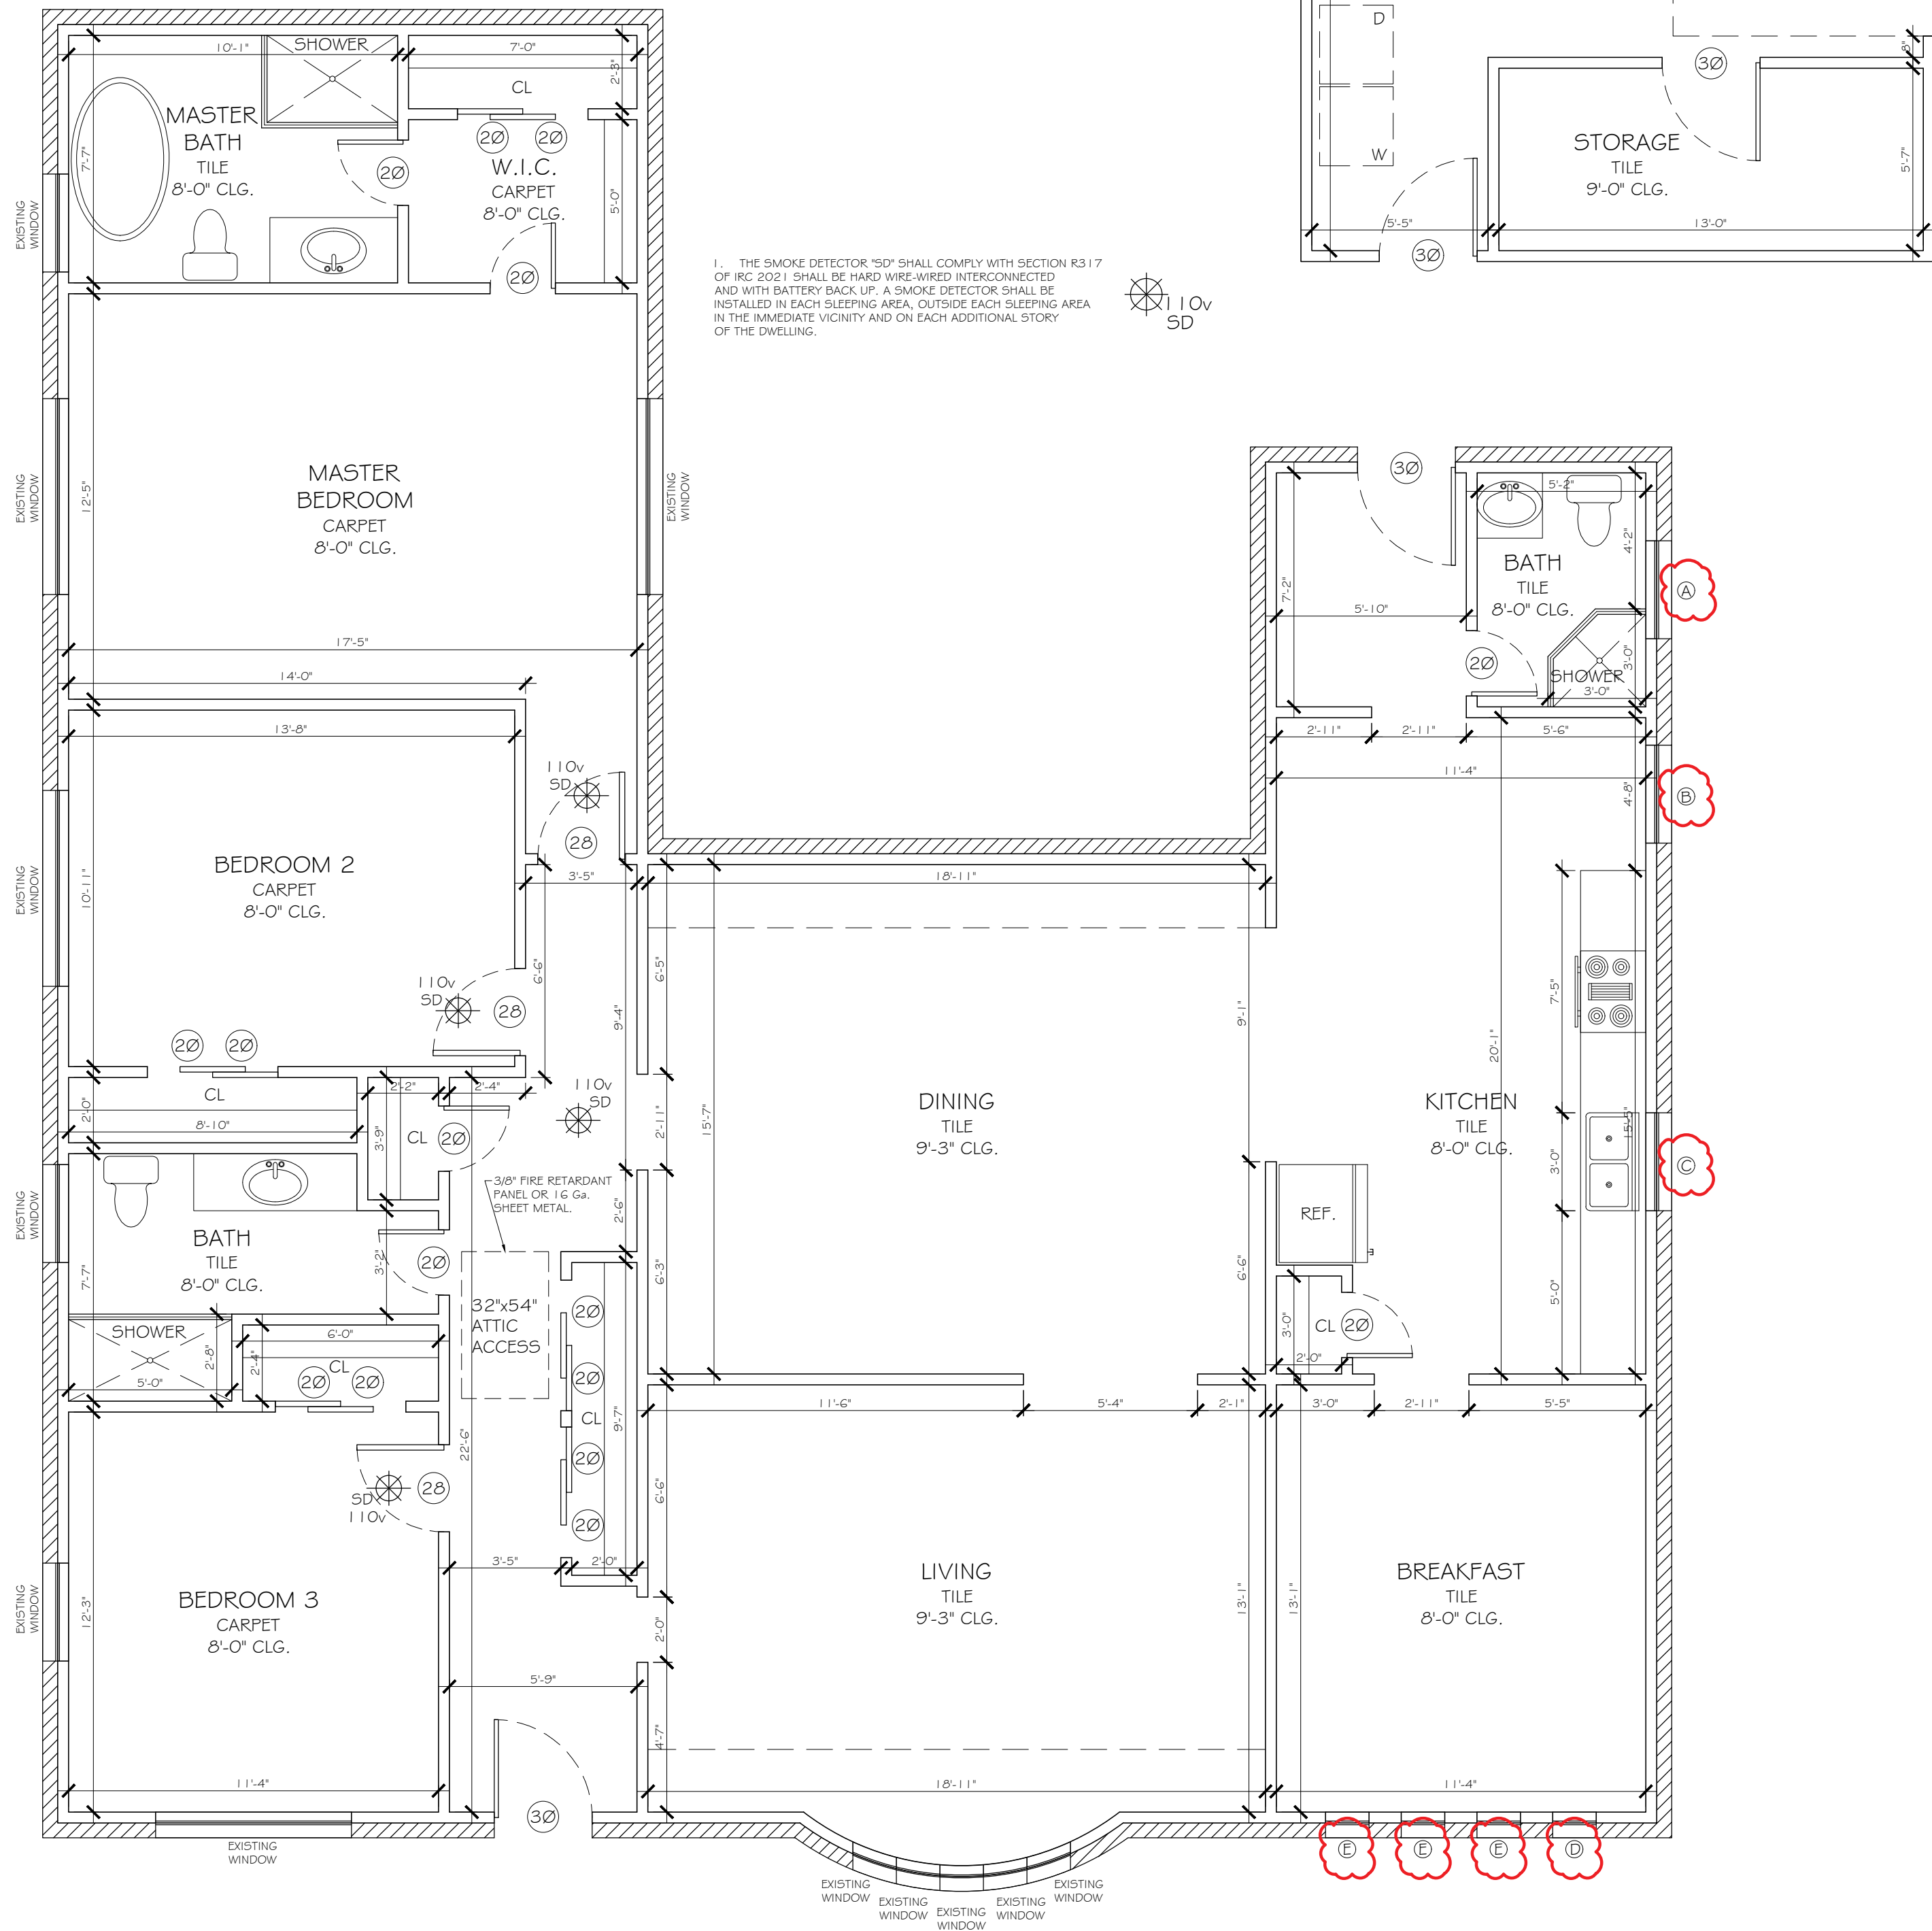 10'-1"
SHOWER
7'-0"
2'-3"
CL
MASTER
BATH
TILE
8'-0" CLG.
7'-7"
2Ø
2Ø
2Ø
W.I.C.
CARPET
8'-0" CLG.
5'-0"
2Ø
EXISTING
WINDOW
D
W
3Ø
8"
STORAGE
TILE
9'-0" CLG.
5'-7"
5'-5"
13'-0"
3Ø
1. THE SMOKE DETECTOR "SD" SHALL COMPLY WITH SECTION R317
OF IRC 2021 SHALL BE HARD WIRE-WIRED INTERCONNECTED
AND WITH BATTERY BACK UP. A SMOKE DETECTOR SHALL BE
INSTALLED IN EACH SLEEPING AREA, OUTSIDE EACH SLEEPING AREA
IN THE IMMEDIATE VICINITY AND ON EACH ADDITIONAL STORY
OF THE DWELLING.
110v
SD
MASTER
BEDROOM
CARPET
8'-0" CLG.
12'-5"
EXISTING
WINDOW
EXISTING
WINDOW
17'-5"
14'-0"
3Ø
5'-2"
4'-2"
BATH
TILE
8'-0" CLG.
A
7'-2"
5'-10"
2Ø
SHOWER
3'-0"
3'-0"
2'-11"
2'-11"
5'-6"
11'-4"
4'-8"
B
13'-8"
110v
SD
28
BEDROOM 2
CARPET
8'-0" CLG.
10'-11"
EXISTING
WINDOW
3'-5"
18'-11"
6'-6"
6'-5"
9'-4"
9'-1"
110v
SD
28
2Ø
2Ø
CL
2'-0"
8'-10"
2'-2"
2'-4"
110v
SD
3'-9"
CL
2Ø
2'-11"
15'-7"
DINING
TILE
9'-3" CLG.
KITCHEN
TILE
8'-0" CLG.
20'-1"
7'-5"
15'-5"
3'-0"
C
3/8" FIRE RETARDANT
PANEL OR 16 Ga.
SHEET METAL.
2'-6"
EXISTING
WINDOW
BATH
TILE
8'-0" CLG.
7'-7"
3'-2"
2Ø
6'-3"
6'-6"
REF.
5'-0"
32"x54"
ATTIC
ACCESS
2Ø
2Ø
CL
2Ø
2Ø
9'-7"
SHOWER
5'-0"
2'-8"
2'-4"
6'-0"
CL
2Ø
2Ø
3'-0"
CL
2Ø
2'-0"
11'-6"
5'-4"
2'-1"
3'-0"
2'-11"
5'-5"
22'-6"
6'-6"
28
SD
110v
3'-5"
2'-0"
BEDROOM 3
CARPET
8'-0" CLG.
12'-3"
EXISTING
WINDOW
LIVING
TILE
9'-3" CLG.
13'-1"
13'-1"
BREAKFAST
TILE
8'-0" CLG.
2'-0"
5'-9"
4'-7"
11'-4"
18'-11"
11'-4"
3Ø
EXISTING
WINDOW
E
E
E
D
EXISTING
WINDOW
EXISTING
WINDOW
EXISTING
WINDOW
EXISTING
WINDOW
EXISTING
WINDOW